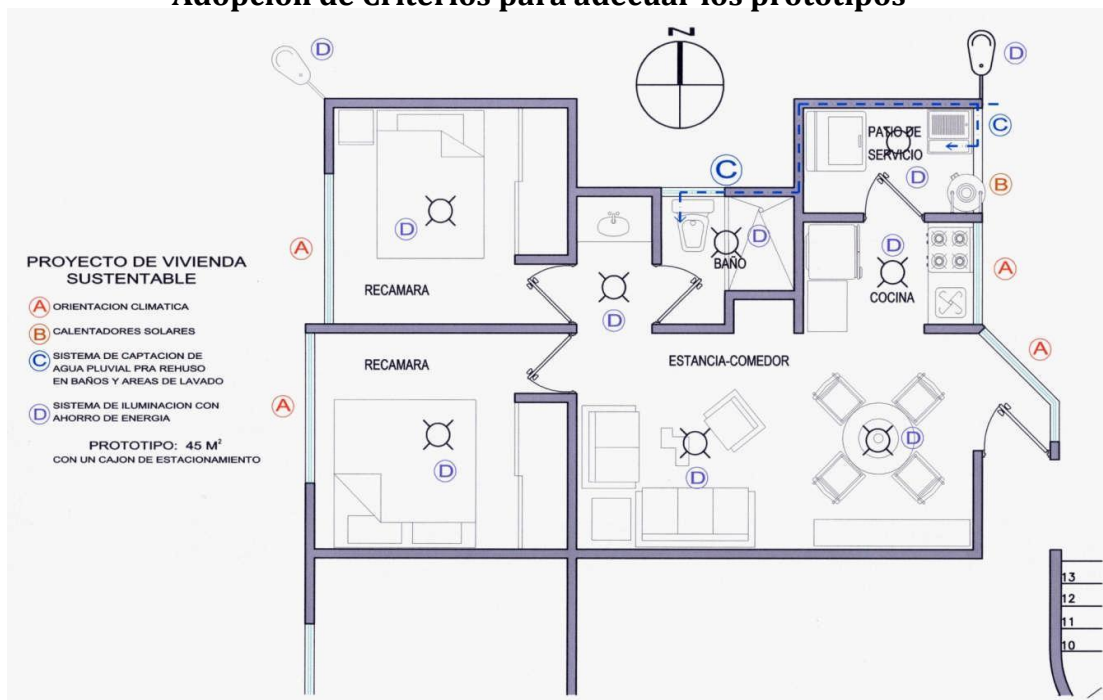 Adopción de Criterios para adecuar los prototipos
D
N
D
PATIO DE
SERVICIO
C
D
B
C
D
D
BAÑO
D
COCINA
A
A
RECAMARA
D
PROYECTO DE VIVIENDA
SUSTENTABLE
A ORIENTACION CLIMATICA
B CALENTADORES SOLARES
C SISTEMA DE CAPTACION DE
AGUA PLUVIAL PRA REHUSO
EN BAÑOS Y AREAS DE LAVADO
D SISTEMA DE ILUMINACION CON
AHORRO DE ENERGIA
PROTOTIPO: 45 M²
CON UN CAJON DE ESTACIONAMIENTO
RECAMARA
ESTANCIA-COMEDOR
A
A
D
D
D
13
12
11
10